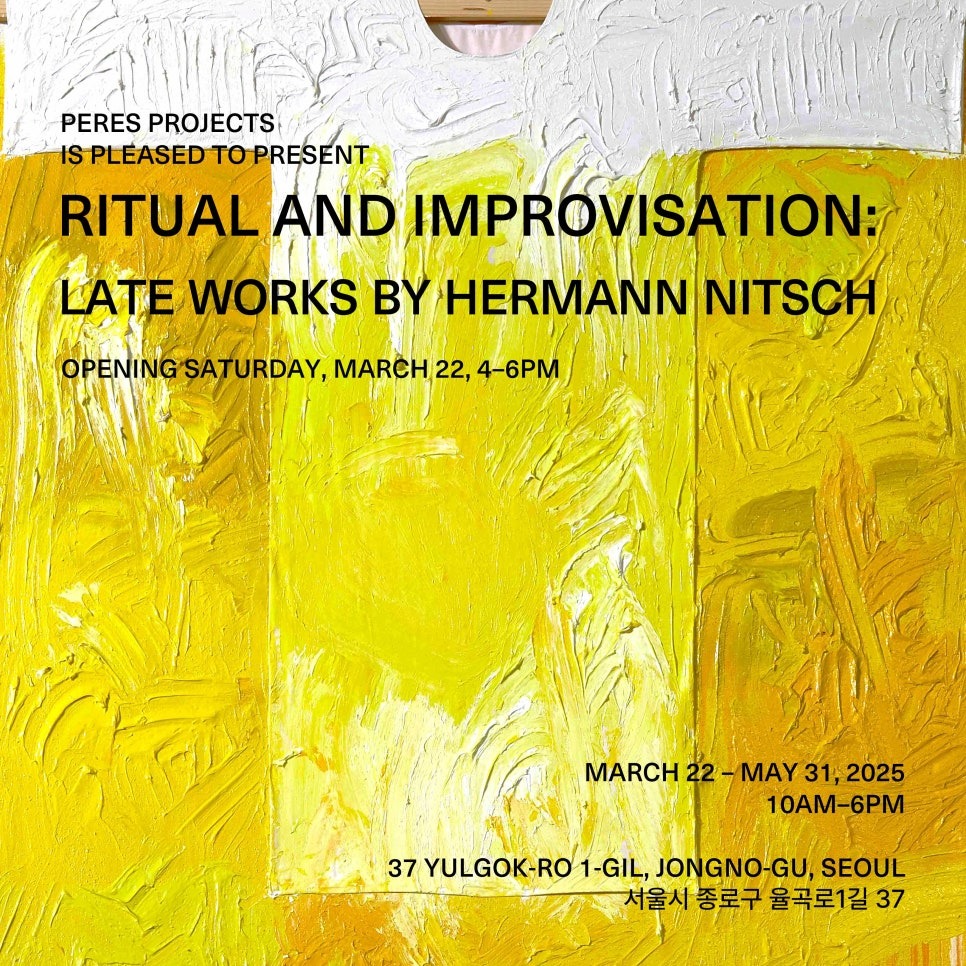 PERES PROJECTS
IS PLEASED TO PRESENT
RITUAL AND IMPROVISATION:
LATE WORKS BY HERMANN NITSCH
OPENING SATURDAY, MARCH 22, 4–6PM
MARCH 22 – MAY 31, 2025
10AM–6PM
37 YULGOK-RO 1-GIL, JONGNO-GU, SEOUL
서울시 종로구 율곡로1길 37